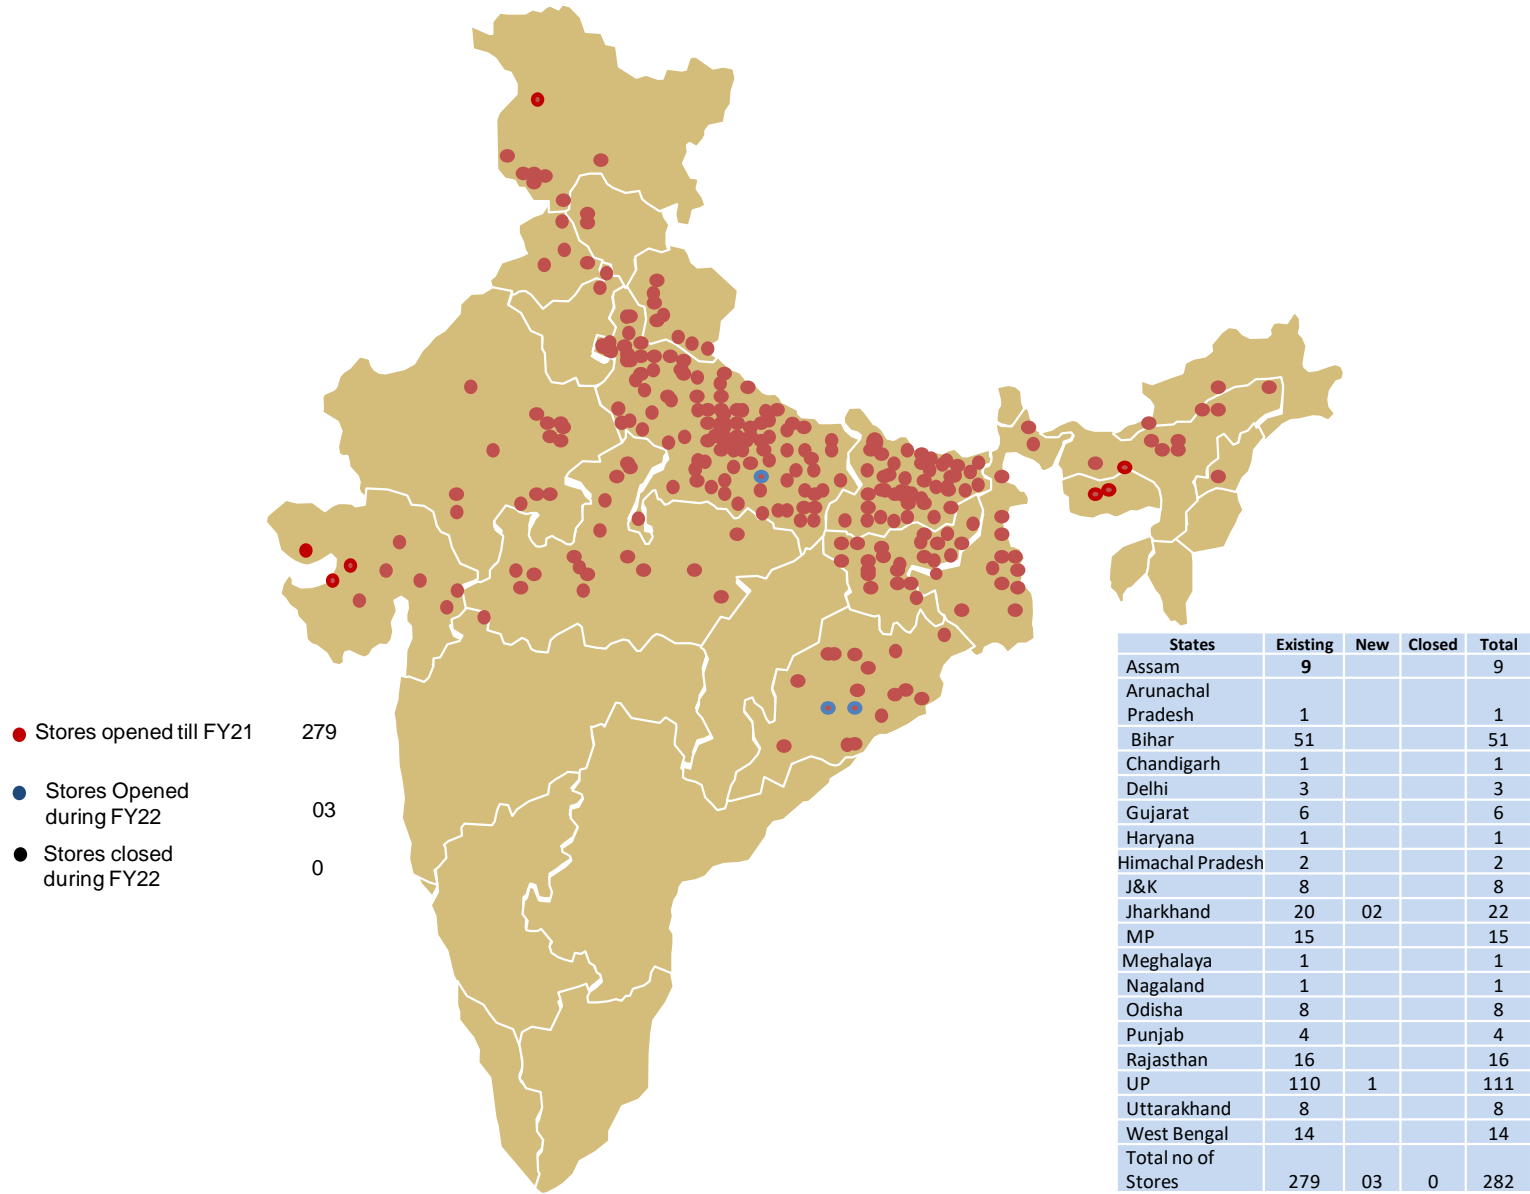 Stores opened till FY21 279
Stores Opened
during FY22 03
Stores closed
during FY22 0
States Existing New Closed Total
Assam 9 9
Arunachal
Pradesh 1 1
Bihar 51 51
Chandigarh 1 1
Delhi 3 3
Gujarat 6 6
Haryana 1 1
Himachal Pradesh 2 2
J&K 8 8
Jharkhand 20 02 22
MP 15 15
Meghalaya 1 1
Nagaland 1 1
Odisha 8 8
Punjab 4 4
Rajasthan 16 16
UP 110 1 111
Uttarakhand 8 8
West Bengal 14 14
Total no of
Stores 279 03 0 282